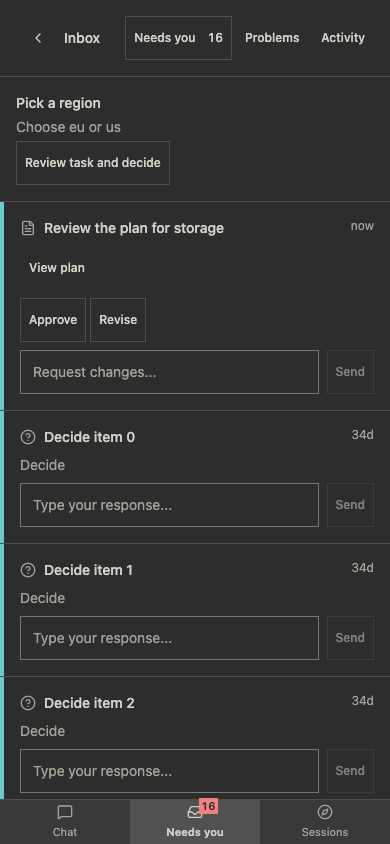 Inbox
Needs you 16
Problems
Activity
Pick a region
Choose eu or us
Review task and decide
Review the plan for storage
now
View plan
Approve
Revise
Request changes...
Send
Decide item 0
34d
Decide
Type your response...
Send
Decide item 1
34d
Decide
Type your response...
Send
Decide item 2
34d
Decide
Type your response...
Send
16
Chat
Needs you
Sessions